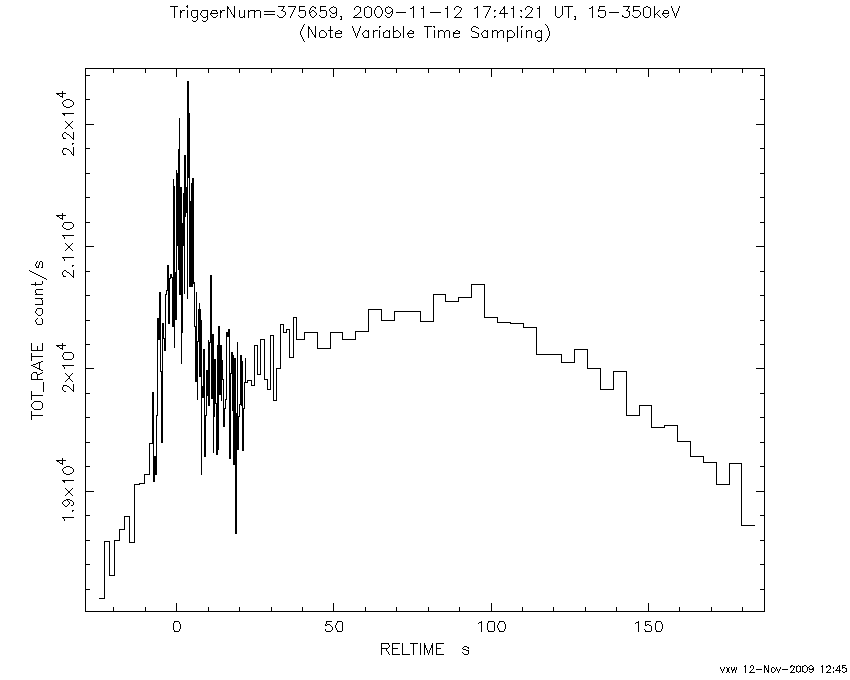 TriggerNum=375659, 2009-11-12 17:41:21 UT, 15-350keV
(Note Variable Time Sampling)
2.2×10⁴
2.1×10⁴
2×10⁴
1.9×10⁴
TOT_RATE count/s
0 50 100 150
RELTIME s
vxw 12-Nov-2009 12:45